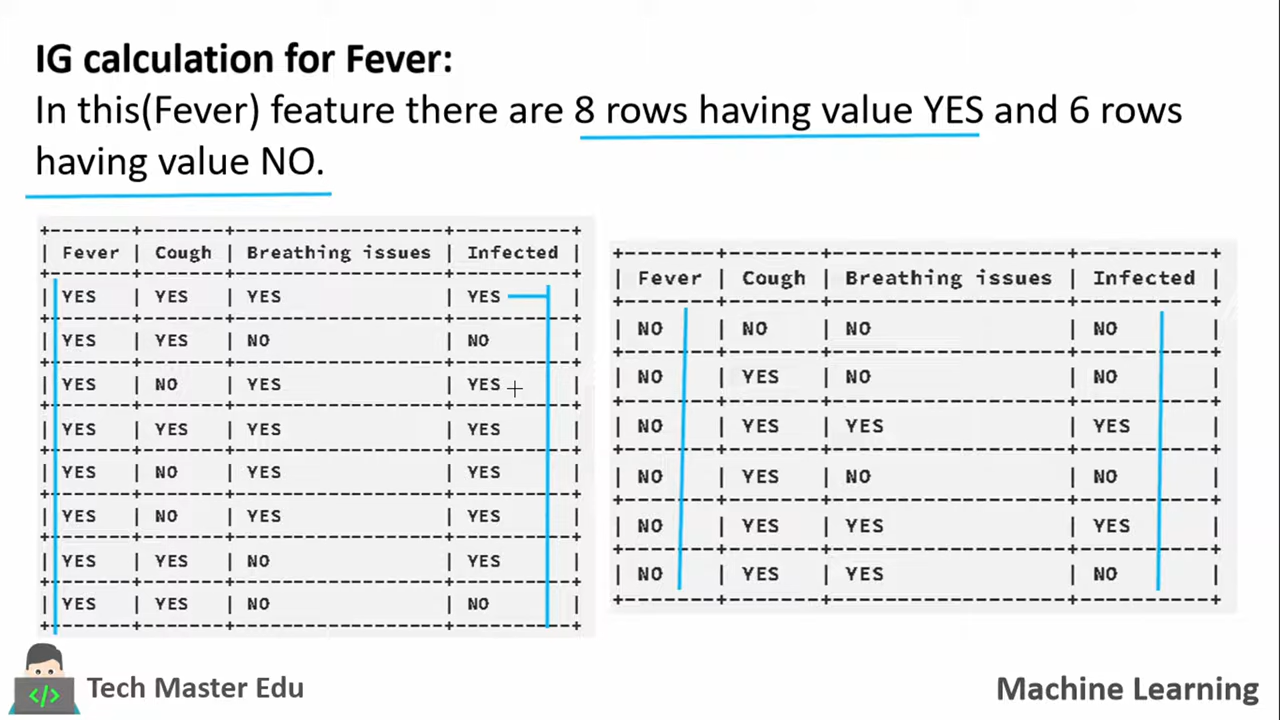 IG calculation for Fever:
In this(Fever) feature there are 8 rows having value YES and 6 rows
having value NO.
| Fever | Cough | Breathing issues | Infected |
| YES | YES | YES | YES |
| YES | YES | NO | NO |
| YES | NO | YES | YES |
| YES | YES | YES | YES |
| YES | NO | YES | YES |
| YES | NO | YES | YES |
| YES | YES | NO | YES |
| YES | YES | NO | NO |
| Fever | Cough | Breathing issues | Infected |
| NO | NO | NO | NO |
| NO | YES | NO | NO |
| NO | YES | YES | YES |
| NO | YES | NO | NO |
| NO | YES | YES | YES |
| NO | YES | YES | NO |
</>
Tech Master Edu
Machine Learning